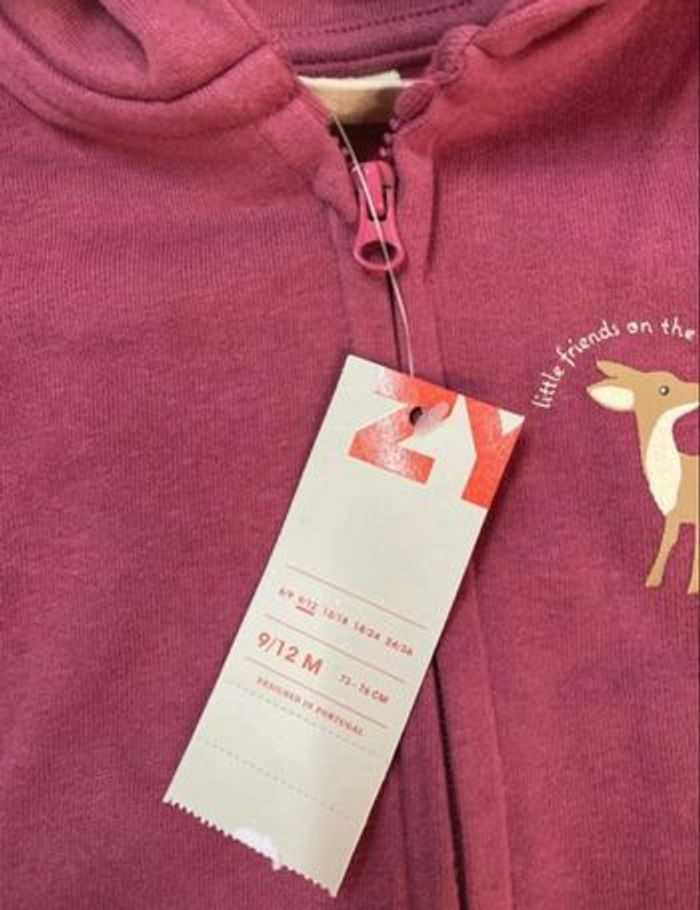 little friends on the
ZY
6/9 9/12 12/18 18/24 24/36
9/12 M 73-76 CM
DESIGNED IN PORTUGAL